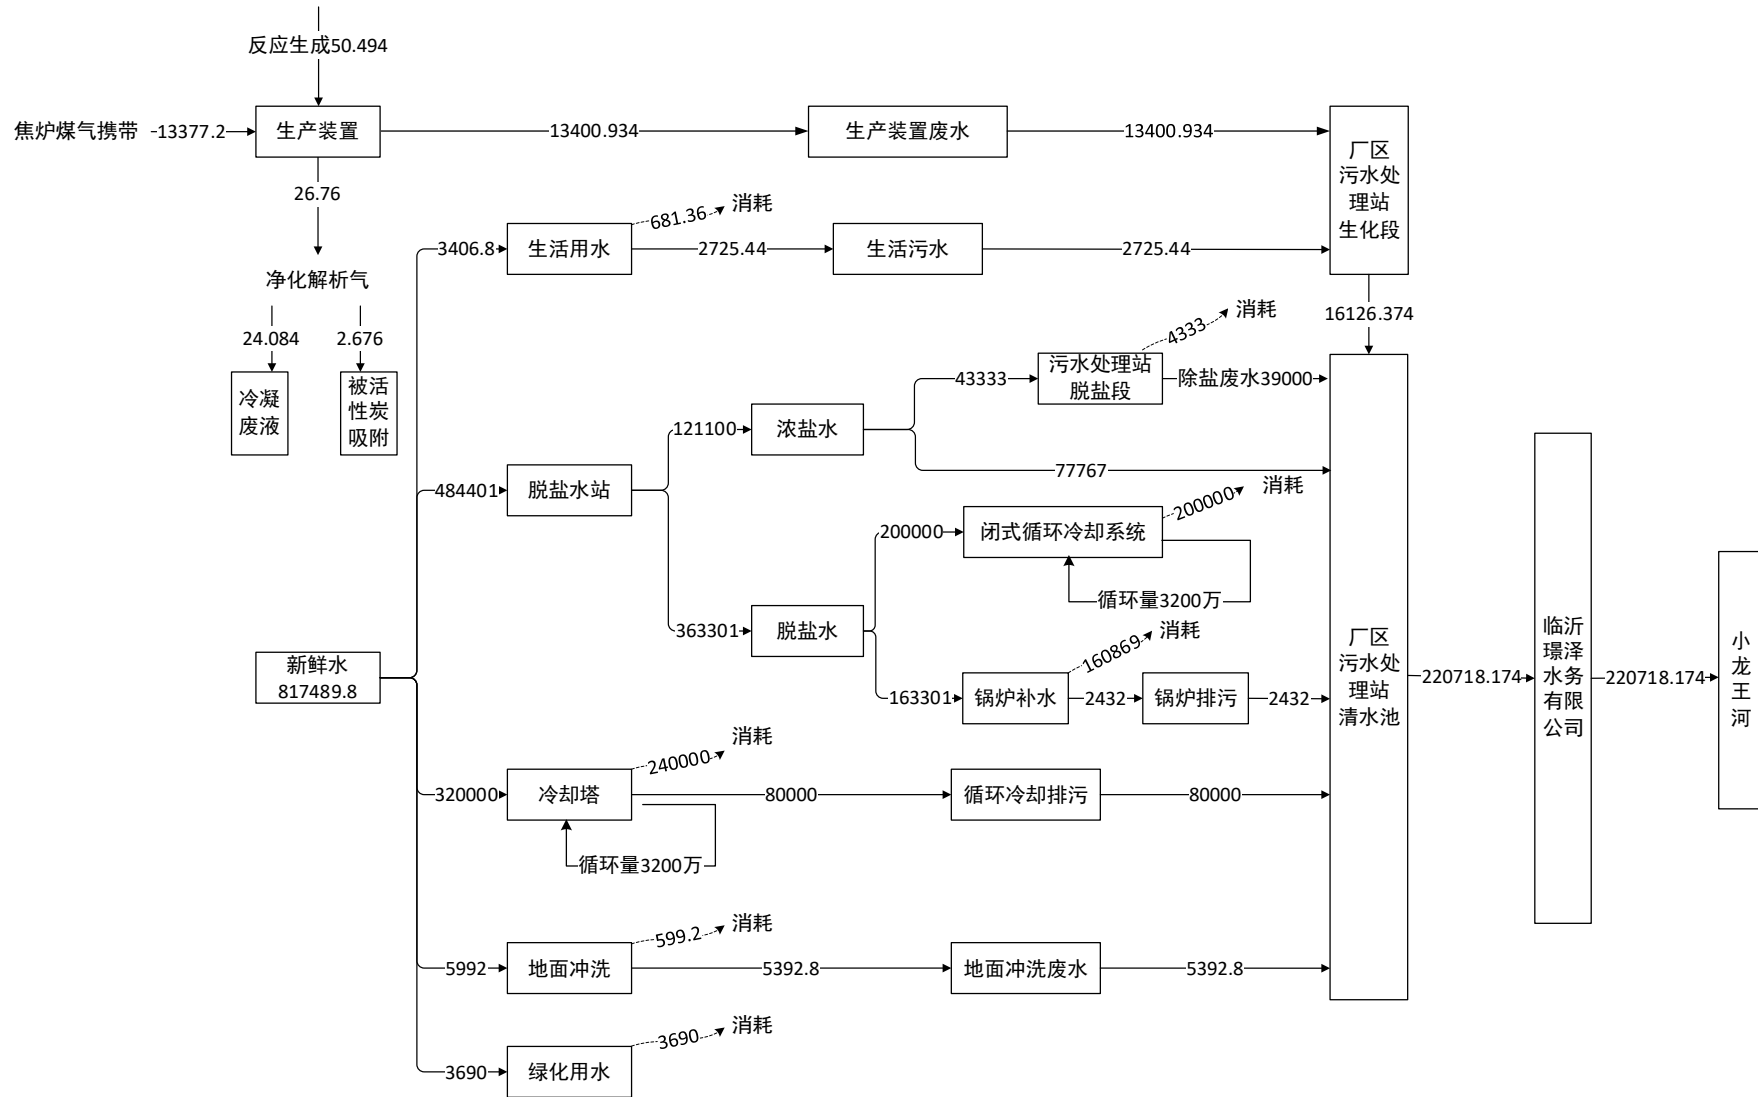 反应生成50.494
焦炉煤气携带
13377.2
生产装置
13400.934
生产装置废水
13400.934
厂区
污水处
理站
生化段
26.76
净化解析气
24.084
2.676
冷凝
废液
被活
性炭
吸附
3406.8
生活用水
681.36
消耗
2725.44
生活污水
2725.44
16126.374
新鲜水
817489.8
484401
脱盐水站
121100
浓盐水
43333
污水处理站
脱盐段
4333
消耗
除盐废水39000
77767
363301
脱盐水
200000
闭式循环冷却系统
200000
消耗
循环量3200万
163301
锅炉补水
160869
消耗
2432
锅炉排污
2432
320000
冷却塔
240000
消耗
循环量3200万
80000
循环冷却排污
80000
5992
地面冲洗
599.2
消耗
5392.8
地面冲洗废水
5392.8
3690
绿化用水
3690
消耗
厂区
污水处
理站
清水池
220718.174
临沂
璟泽
水务
有限
公司
220718.174
小
龙
王
河